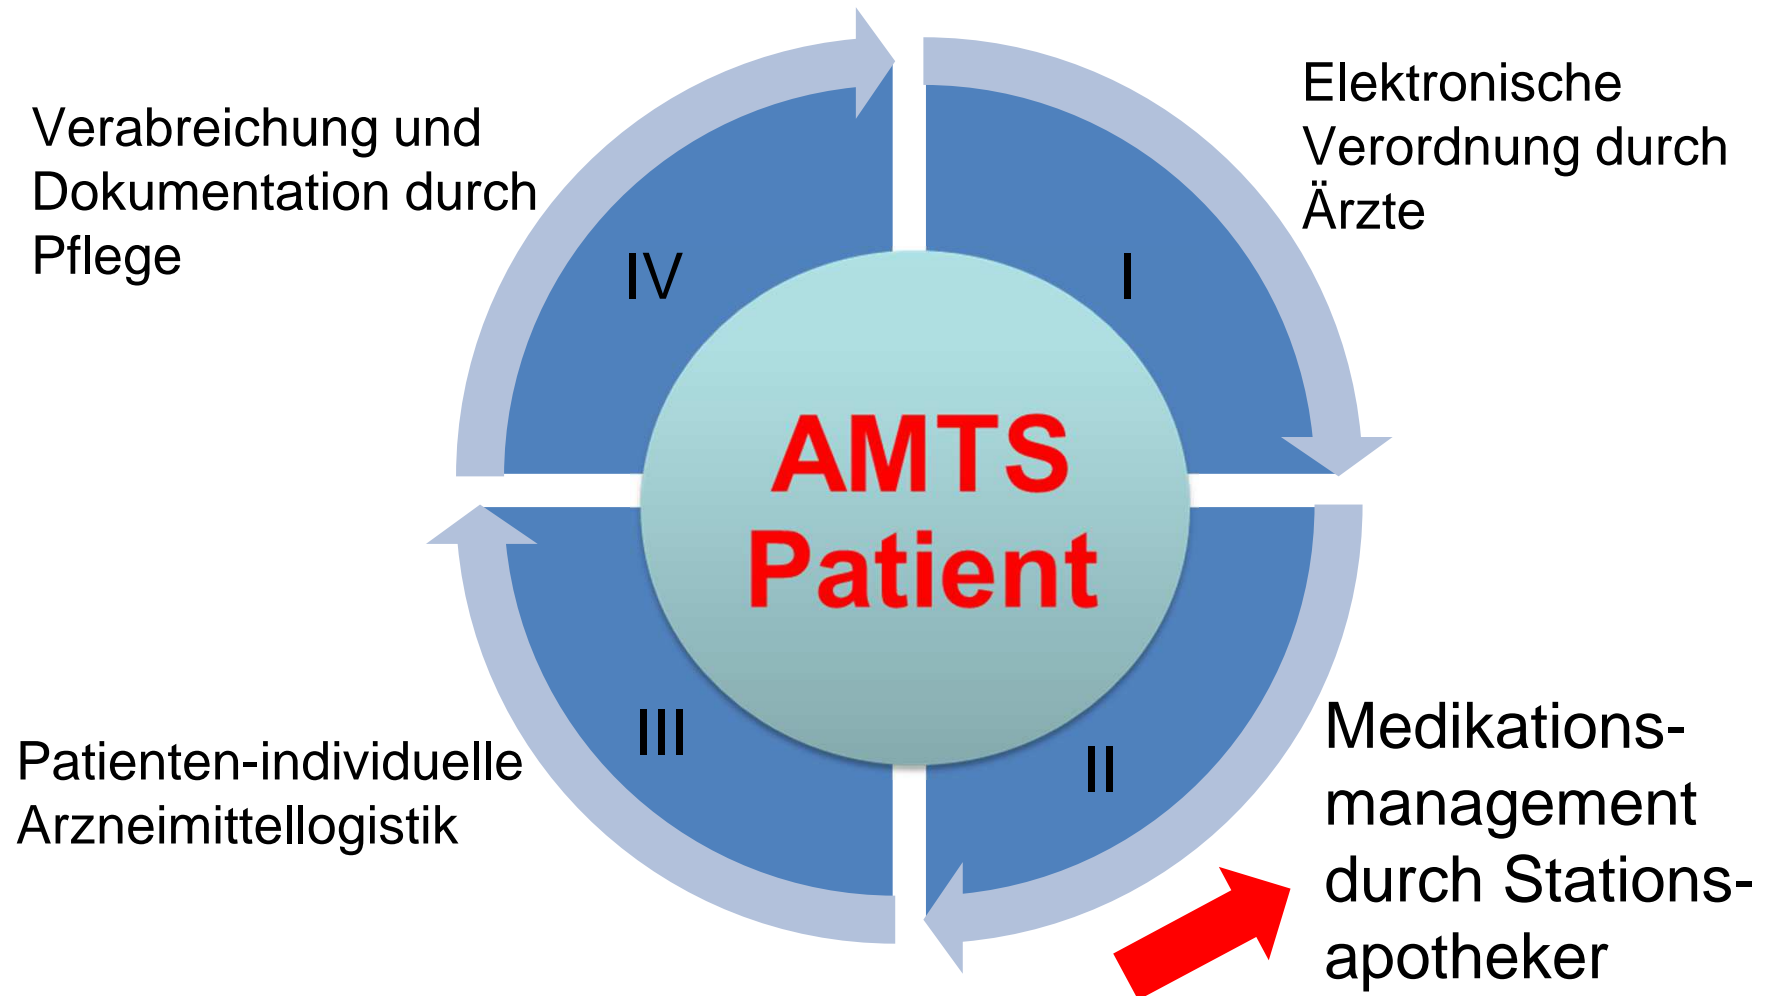 Elektronische
Verordnung durch
Ärzte
I
Medikations-
management
durch Stations-
apotheker
II
Patienten-individuelle
Arzneimittellogistik
III
Verabreichung und
Dokumentation durch
Pflege
IV
AMTS
Patient